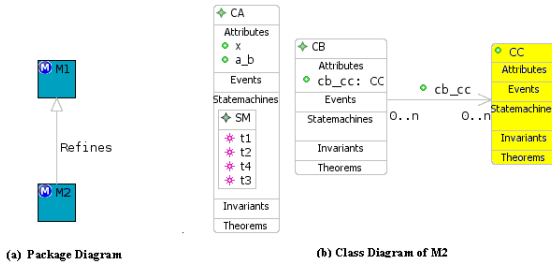 M1
Refines
M2
(a) Package Diagram
CA
Attributes
x
a_b
Events
Statemachines
SM
t1
t2
t4
t3
Invariants
Theorems
CB
Attributes
cb_cc: CC
Events
Statemachines
Invariants
Theorems
cb_cc
0..n
0..n
CC
Attributes
Events
Statemachines
Invariants
Theorems
(b) Class Diagram of M2